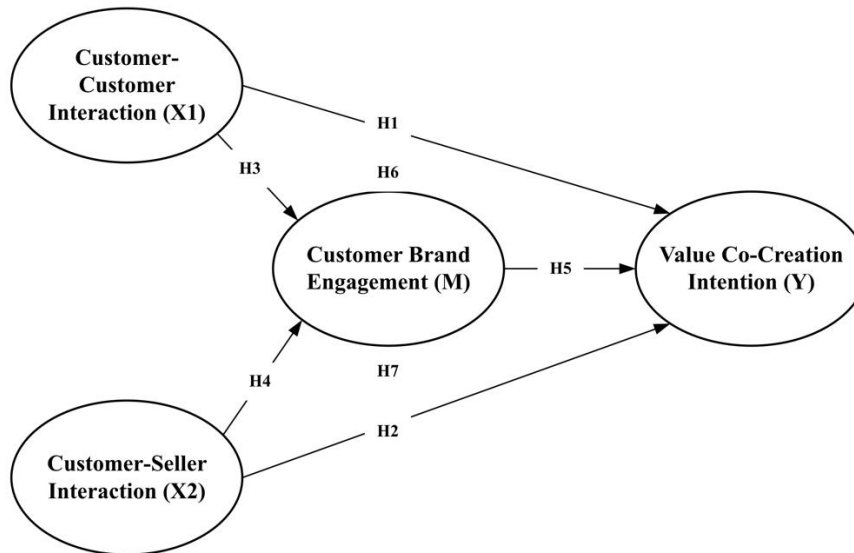 Customer-
Customer
Interaction (X1)
H1
H3
H6
Customer Brand
Engagement (M)
H5
Value Co-Creation
Intention (Y)
H7
H4
H2
Customer-Seller
Interaction (X2)